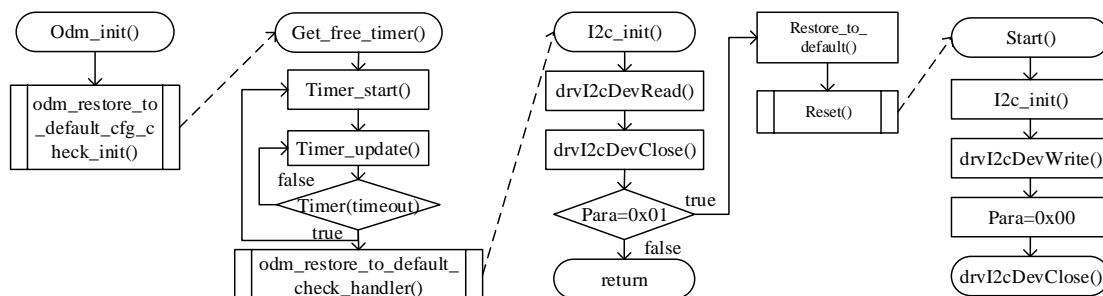 Odm_init()
odm_restore_to
_default_cfg_c
heck_init()
Get_free_timer()
Timer_start()
Timer_update()
false
Timer(timeout)
true
odm_restore_to_default_
check_handler()
I2c_init()
drvI2cDevRead()
drvI2cDevClose()
Para=0x01
true
false
return
Restore_to_
default()
Reset()
Start()
I2c_init()
drvI2cDevWrite()
Para=0x00
drvI2cDevClose()